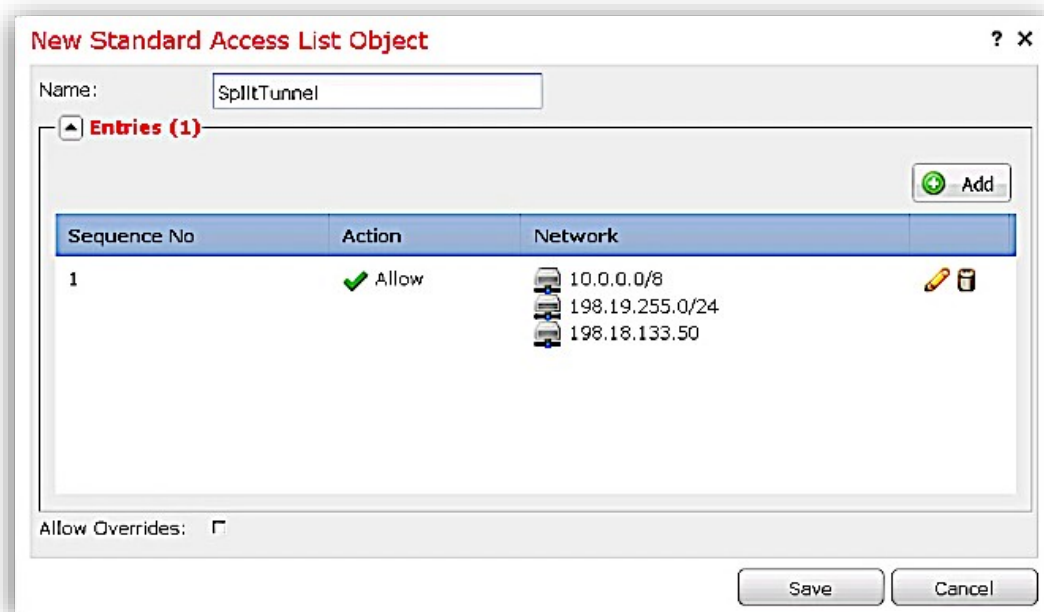 New Standard Access List Object ? ×
Name: SplitTunnel
Entries (1)
Add
Sequence No Action Network
1 Allow 10.0.0.0/8
198.19.255.0/24
198.18.133.50
Allow Overrides:
Save Cancel